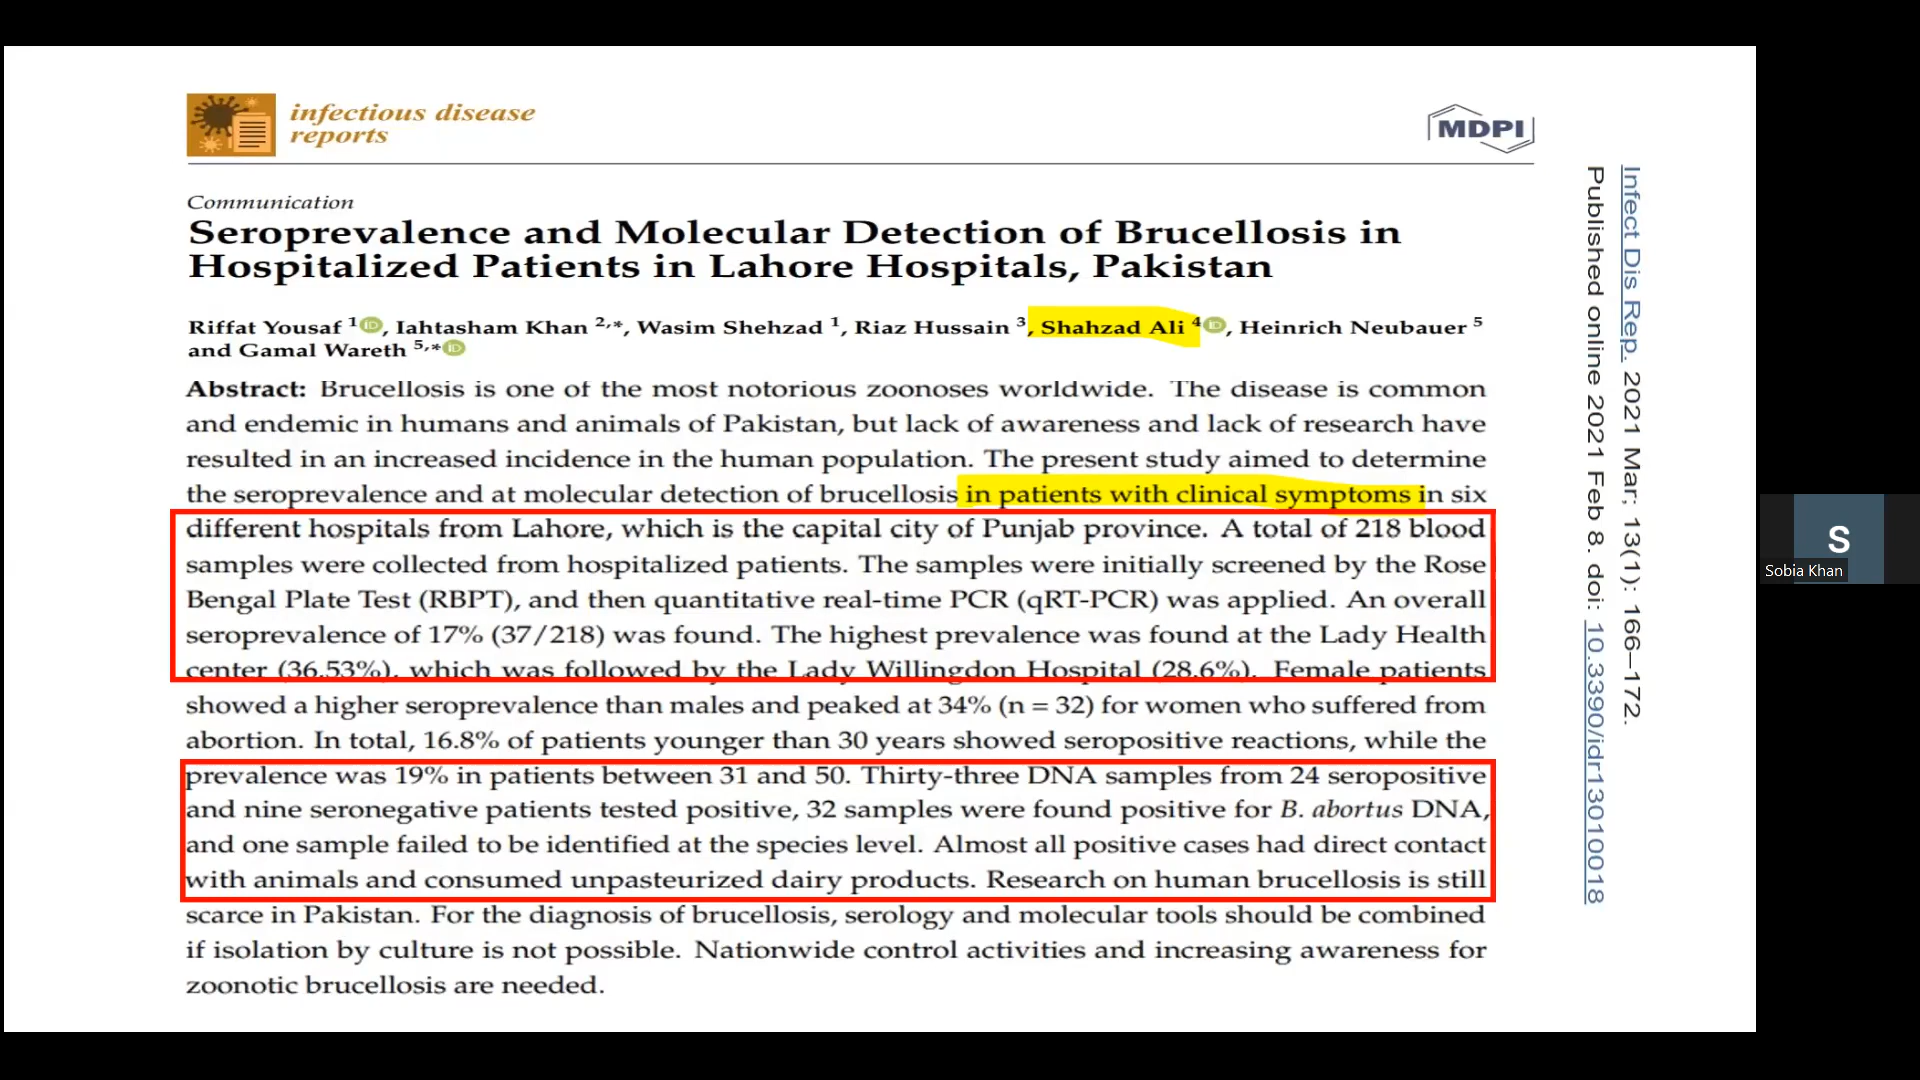 infectious disease
reports
MDPI
Communication
Seroprevalence and Molecular Detection of Brucellosis in
Hospitalized Patients in Lahore Hospitals, Pakistan
Riffat Yousaf 1 iD, Iahtasham Khan 2,*, Wasim Shehzad 1, Riaz Hussain 3, Shahzad Ali 4 iD, Heinrich Neubauer 5
and Gamal Wareth 5,* iD
Abstract: Brucellosis is one of the most notorious zoonoses worldwide. The disease is common
and endemic in humans and animals of Pakistan, but lack of awareness and lack of research have
resulted in an increased incidence in the human population. The present study aimed to determine
the seroprevalence and at molecular detection of brucellosis in patients with clinical symptoms in six
different hospitals from Lahore, which is the capital city of Punjab province. A total of 218 blood
samples were collected from hospitalized patients. The samples were initially screened by the Rose
Bengal Plate Test (RBPT), and then quantitative real-time PCR (qRT-PCR) was applied. An overall
seroprevalence of 17% (37/218) was found. The highest prevalence was found at the Lady Health
center (36.53%), which was followed by the Lady Willingdon Hospital (28.6%). Female patients
showed a higher seroprevalence than males and peaked at 34% (n = 32) for women who suffered from
abortion. In total, 16.8% of patients younger than 30 years showed seropositive reactions, while the
prevalence was 19% in patients between 31 and 50. Thirty-three DNA samples from 24 seropositive
and nine seronegative patients tested positive, 32 samples were found positive for B. abortus DNA,
and one sample failed to be identified at the species level. Almost all positive cases had direct contact
with animals and consumed unpasteurized dairy products. Research on human brucellosis is still
scarce in Pakistan. For the diagnosis of brucellosis, serology and molecular tools should be combined
if isolation by culture is not possible. Nationwide control activities and increasing awareness for
zoonotic brucellosis are needed.
Infect Dis Rep. 2021 Mar; 13(1): 166–172.
Published online 2021 Feb 8. doi: 10.3390/idr13010018
S
Sobia Khan